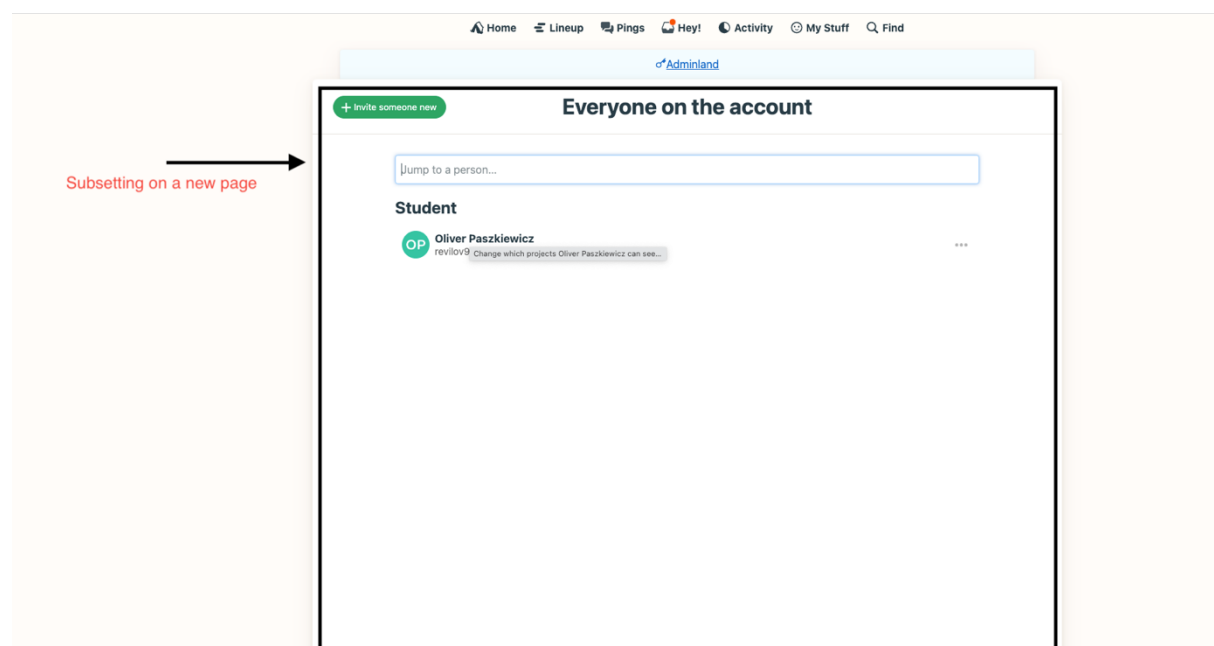 Home Lineup Pings Hey! Activity My Stuff Find
Adminland
+ Invite someone new
Everyone on the account
Jump to a person...
Subsetting on a new page
Student
OP
Oliver Paszkiewicz
revilov9
Change which projects Oliver Paszkiewicz can see...